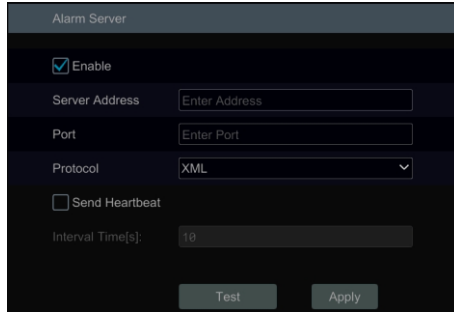 Alarm Server
Enable
Server Address Enter Address
Port Enter Port
Protocol XML
Send Heartbeat
Interval Time[s]: 10
Test Apply